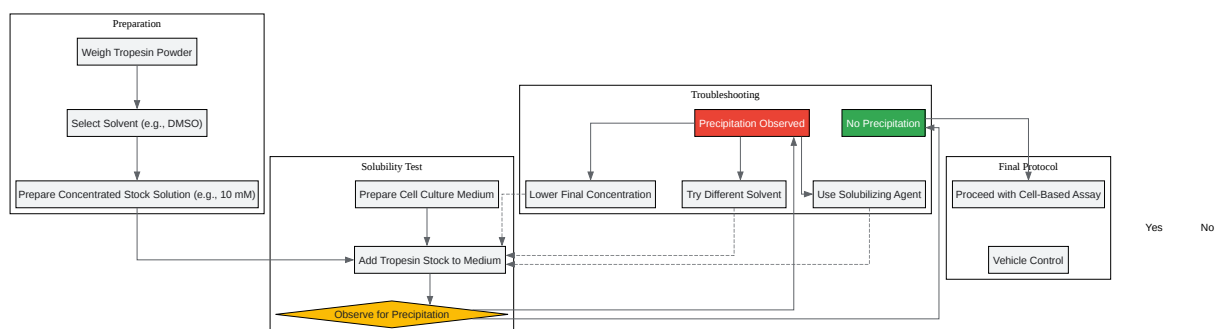 Preparation
Weigh Tropesin Powder
Select Solvent (e.g., DMSO)
Prepare Concentrated Stock Solution (e.g., 10 mM)
Solubility Test
Prepare Cell Culture Medium
Add Tropesin Stock to Medium
Observe for Precipitation
Troubleshooting
Precipitation Observed
No Precipitation
Lower Final Concentration
Try Different Solvent
Use Solubilizing Agent
Final Protocol
Proceed with Cell-Based Assay
Vehicle Control
Yes
No